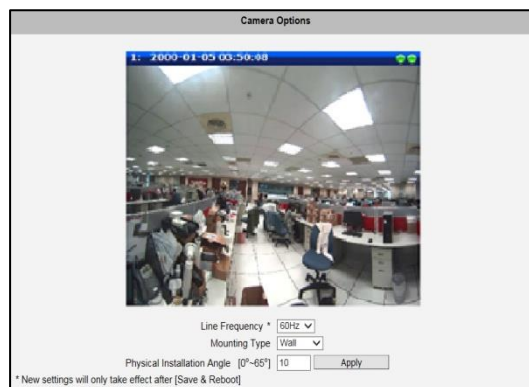 Camera Options
1: 2000-01-05 03:50:48
Line Frequency * 60Hz
Mounting Type Wall
Physical Installation Angle [0°~65°] 10 Apply
* New settings will only take effect after [Save & Reboot]